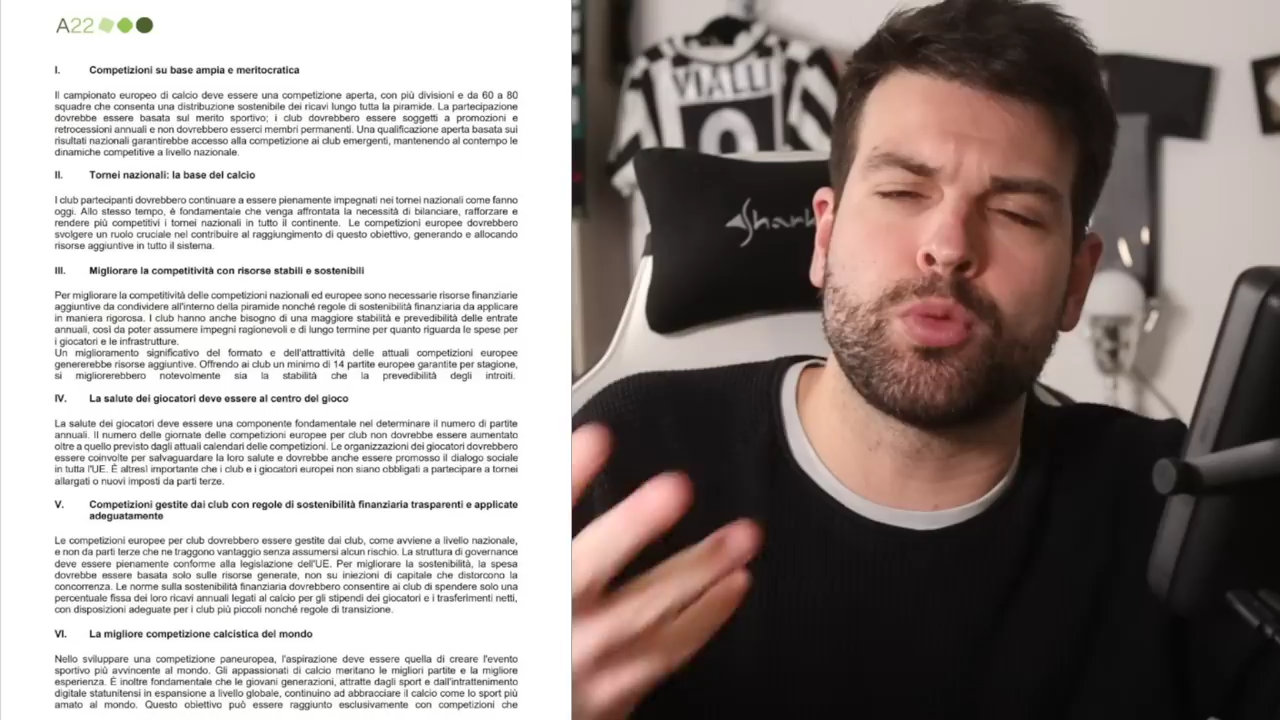 A22
I. Competizioni su base ampia e meritocratica
Il campionato europeo di calcio deve essere una competizione aperta, con più divisioni e da 60 a 80
squadre che consenta una distribuzione sostenibile dei ricavi lungo tutta la piramide. La partecipazione
dovrebbe essere basata sul merito sportivo; i club dovrebbero essere soggetti a promozioni e
retrocessioni annuali e non dovrebbero esserci membri permanenti. Una qualificazione aperta basata sui
risultati nazionali garantirebbe accesso alla competizione ai club emergenti, mantenendo al contempo le
dinamiche competitive a livello nazionale.
II. Tornei nazionali: la base del calcio
I club partecipanti dovrebbero continuare a essere pienamente impegnati nei tornei nazionali come fanno
oggi. Allo stesso tempo, è fondamentale che venga affrontata la necessità di bilanciare, rafforzare e
rendere più competitivi i tornei nazionali in tutto il continente. Le competizioni europee dovrebbero
svolgere un ruolo cruciale nel contribuire al raggiungimento di questo obiettivo, generando e allocando
risorse aggiuntive in tutto il sistema.
III. Migliorare la competitività con risorse stabili e sostenibili
Per migliorare la competitività delle competizioni nazionali ed europee sono necessarie risorse finanziarie
aggiuntive da condividere all'interno della piramide nonché regole di sostenibilità finanziaria da applicare
in maniera rigorosa. I club hanno anche bisogno di una maggiore stabilità e prevedibilità delle entrate
annuali, così da poter assumere impegni ragionevoli e di lungo termine per quanto riguarda le spese per
i giocatori e le infrastrutture.
Un miglioramento significativo del formato e dell'attrattività delle attuali competizioni europee
genererebbe risorse aggiuntive. Offrendo ai club un minimo di 14 partite europee garantite per stagione,
si migliorerebbero notevolmente sia la stabilità che la prevedibilità degli introiti.
IV. La salute dei giocatori deve essere al centro del gioco
La salute dei giocatori deve essere una componente fondamentale nel determinare il numero di partite
annuali. Il numero delle giornate delle competizioni europee per club non dovrebbe essere aumentato
oltre a quello previsto dagli attuali calendari delle competizioni. Le organizzazioni dei giocatori dovrebbero
essere coinvolte per salvaguardare la loro salute e dovrebbe anche essere promosso il dialogo sociale
in tutta l'UE. È altresì importante che i club e i giocatori europei non siano obbligati a partecipare a tornei
allargati o nuovi imposti da parti terze.
V. Competizioni gestite dai club con regole di sostenibilità finanziaria trasparenti e applicate
adeguatamente
Le competizioni europee per club dovrebbero essere gestite dai club, come avviene a livello nazionale,
e non da parti terze che ne traggono vantaggio senza assumersi alcun rischio. La struttura di governance
deve essere pienamente conforme alla legislazione dell'UE. Per migliorare la sostenibilità, la spesa
dovrebbe essere basata solo sulle risorse generate, non su iniezioni di capitale che distorcono la
concorrenza. Le norme sulla sostenibilità finanziaria dovrebbero consentire ai club di spendere solo una
percentuale fissa dei loro ricavi annuali legati al calcio per gli stipendi dei giocatori e i trasferimenti netti,
con disposizioni adeguate per i club più piccoli nonché regole di transizione.
VI. La migliore competizione calcistica del mondo
Nello sviluppare una competizione paneuropea, l'aspirazione deve essere quella di creare l'evento
sportivo più avvincente al mondo. Gli appassionati di calcio meritano le migliori partite e la migliore
esperienza. È inoltre fondamentale che le giovani generazioni, attratte dagli sport e dall'intrattenimento
digitale statunitensi in espansione a livello globale, continuino ad abbracciare il calcio come lo sport più
amato al mondo. Questo obiettivo può essere raggiunto esclusivamente con competizioni che
VIALLI
9
Shark